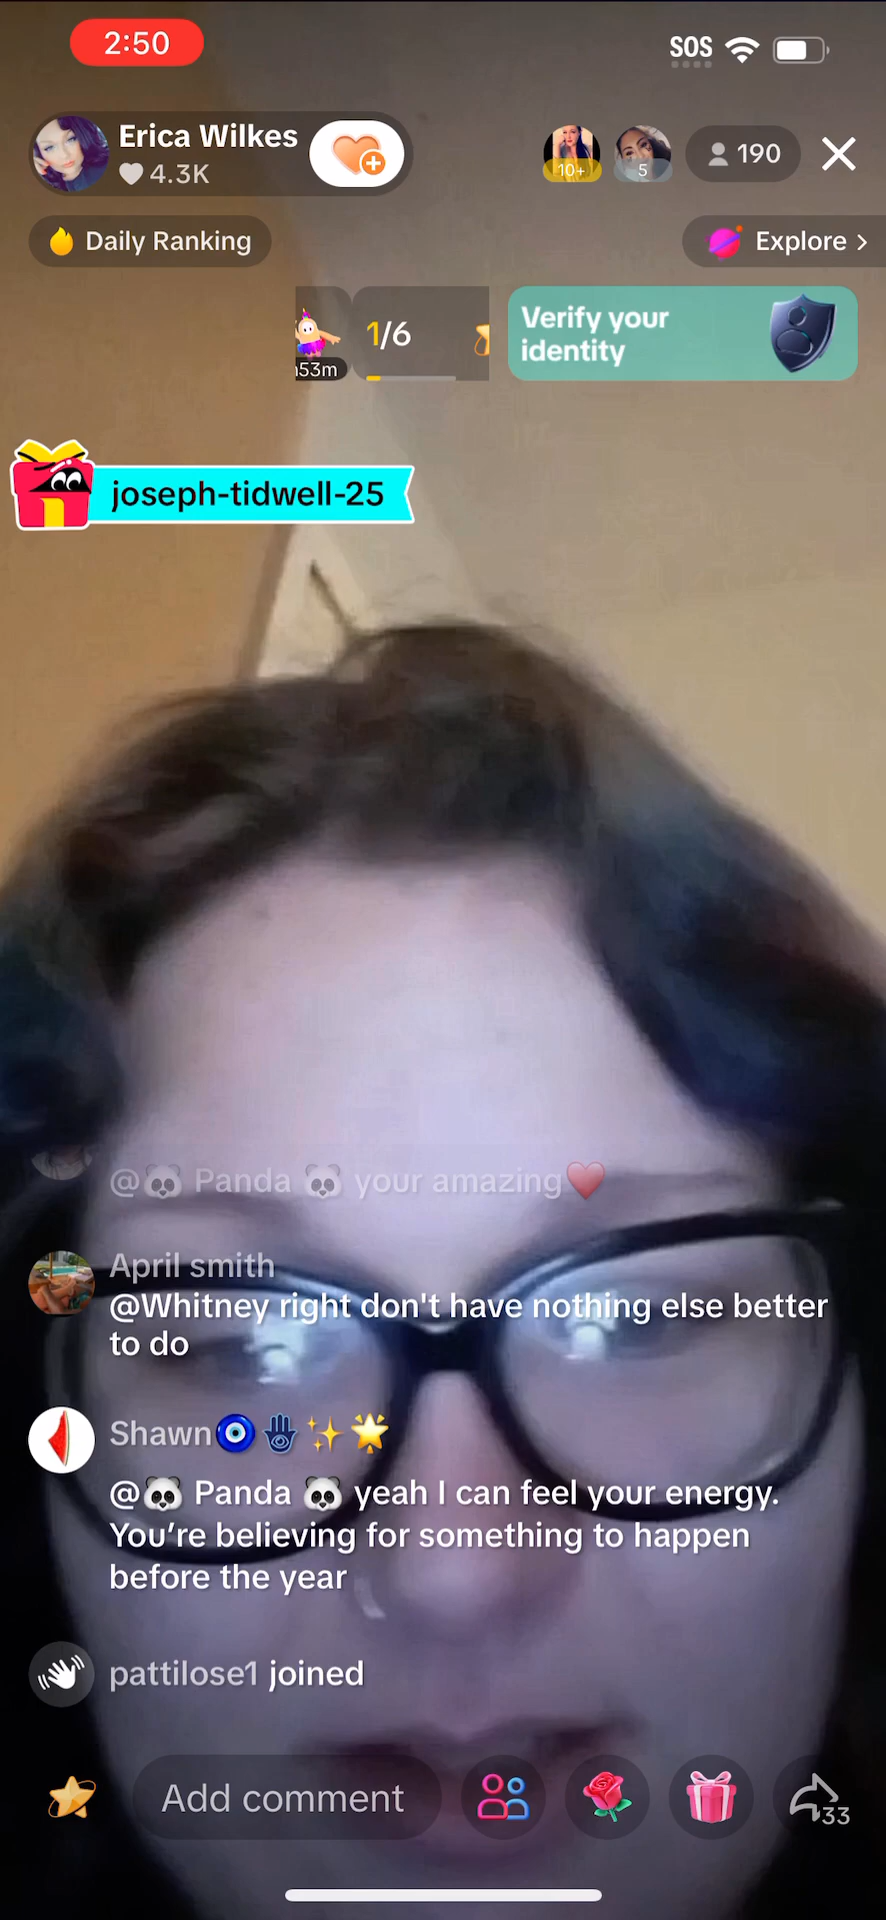 2:50
SOS
Erica Wilkes
4.3K
10+
5
190
Daily Ranking
Explore >
53m
1/6
Verify your
identity
joseph-tidwell-25
@🐼 Panda 🐼 your amazing♥️
April smith
@Whitney right don't have nothing else better
to do
Shawn🧿🪬✨🌟
@🐼 Panda 🐼 yeah I can feel your energy.
You’re believing for something to happen
before the year
pattilose1 joined
Add comment
33